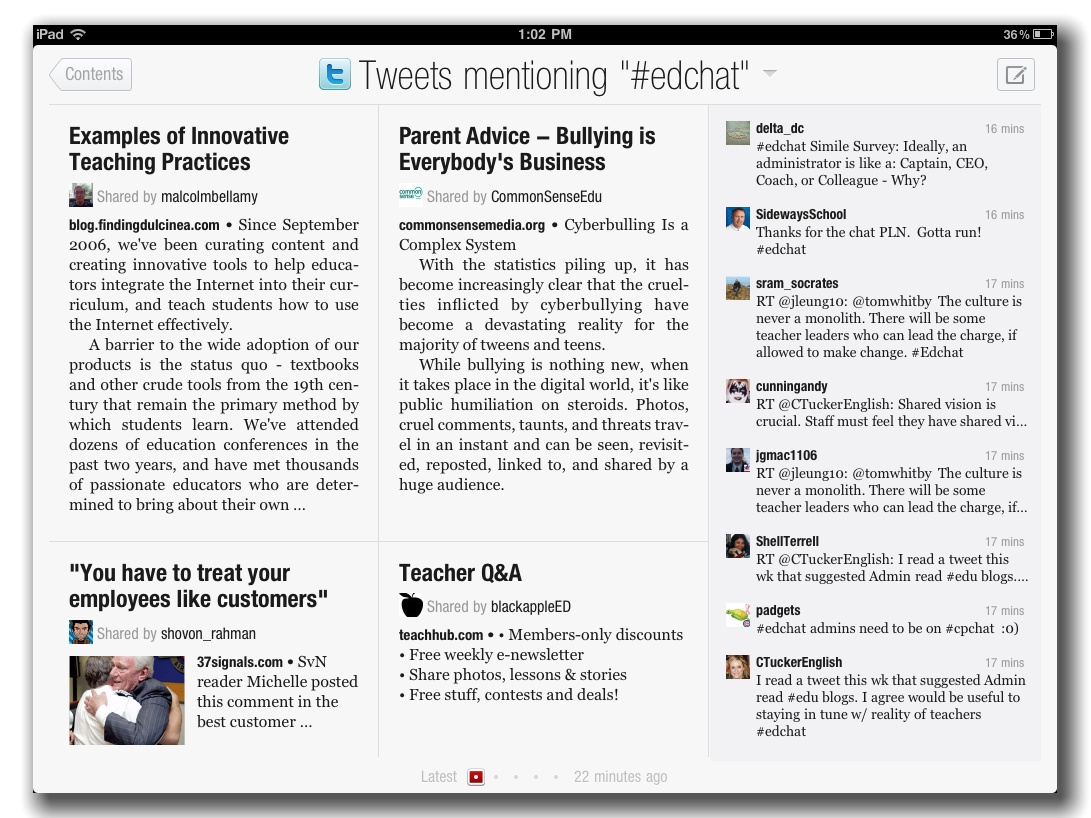 iPad 1:02 PM 36%
Contents
Tweets mentioning "#edchat"
Examples of Innovative
Teaching Practices
Shared by malcolmbellamy
blog.findingdulcinea.com • Since September
2006, we've been curating content and
creating innovative tools to help educa-
tors integrate the Internet into their cur-
riculum, and teach students how to use
the Internet effectively.
A barrier to the wide adoption of our
products is the status quo - textbooks
and other crude tools from the 19th cen-
tury that remain the primary method by
which students learn. We've attended
dozens of education conferences in the
past two years, and have met thousands
of passionate educators who are deter-
mined to bring about their own ...
Parent Advice – Bullying is
Everybody's Business
common sense
Shared by CommonSenseEdu
commonsensemedia.org • Cyberbulling Is a
Complex System
With the statistics piling up, it has
become increasingly clear that the cruel-
ties inflicted by cyberbullying have
become a devastating reality for the
majority of tweens and teens.
While bullying is nothing new, when
it takes place in the digital world, it's like
public humiliation on steroids. Photos,
cruel comments, taunts, and threats trav-
el in an instant and can be seen, revisit-
ed, reposted, linked to, and shared by a
huge audience.
"You have to treat your
employees like customers"
Shared by shovon_rahman
37signals.com • SvN
reader Michelle posted
this comment in the
best customer ...
Teacher Q&A
Shared by blackappleED
teachhub.com • • Members-only discounts
• Free weekly e-newsletter
• Share photos, lessons & stories
• Free stuff, contests and deals!
delta_dc 16 mins
#edchat Simile Survey: Ideally, an
administrator is like a: Captain, CEO,
Coach, or Colleague - Why?
SidewaysSchool 16 mins
Thanks for the chat PLN. Gotta run!
#edchat
sram_socrates 17 mins
RT @jleung10: @tomwhitby The culture is
never a monolith. There will be some
teacher leaders who can lead the charge, if
allowed to make change. #Edchat
cunningandy 17 mins
RT @CTuckerEnglish: Shared vision is
crucial. Staff must feel they have shared vi...
jgmac1106 17 mins
RT @jleung10: @tomwhitby The culture is
never a monolith. There will be some
teacher leaders who can lead the charge, if...
ShellTerrell 17 mins
RT @CTuckerEnglish: I read a tweet this
wk that suggested Admin read #edu blogs....
padgets 17 mins
#edchat admins need to be on #cpchat :0)
CTuckerEnglish 17 mins
I read a tweet this wk that suggested Admin
read #edu blogs. I agree would be useful to
staying in tune w/ reality of teachers
#edchat
Latest 22 minutes ago